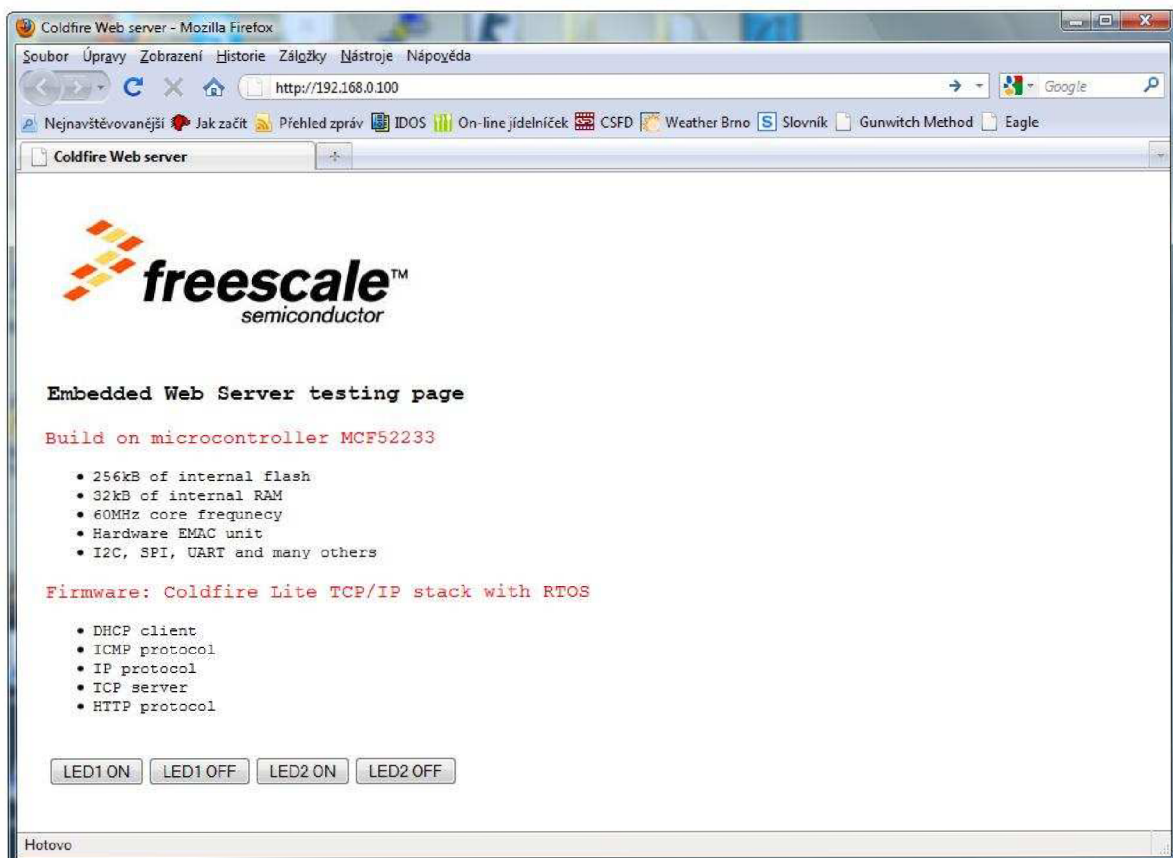 Coldfire Web server - Mozilla Firefox
Soubor Úpravy Zobrazení Historie Záložky Nástroje Nápověda
http://192.168.0.100 Google
Nejnavštěvovanější Jak začít Přehled zpráv IDOS On-line jídelníček CSFD Weather Brno S Slovník Gunwitch Method Eagle
Coldfire Web server
freescale™
semiconductor
Embedded Web Server testing page
Build on microcontroller MCF52233
• 256kB of internal flash
• 32kB of internal RAM
• 60MHz core frequnecy
• Hardware EMAC unit
• I2C, SPI, UART and many others
Firmware: Coldfire Lite TCP/IP stack with RTOS
• DHCP client
• ICMP protocol
• IP protocol
• TCP server
• HTTP protocol
LED1 ON LED1 OFF LED2 ON LED2 OFF
Hotovo